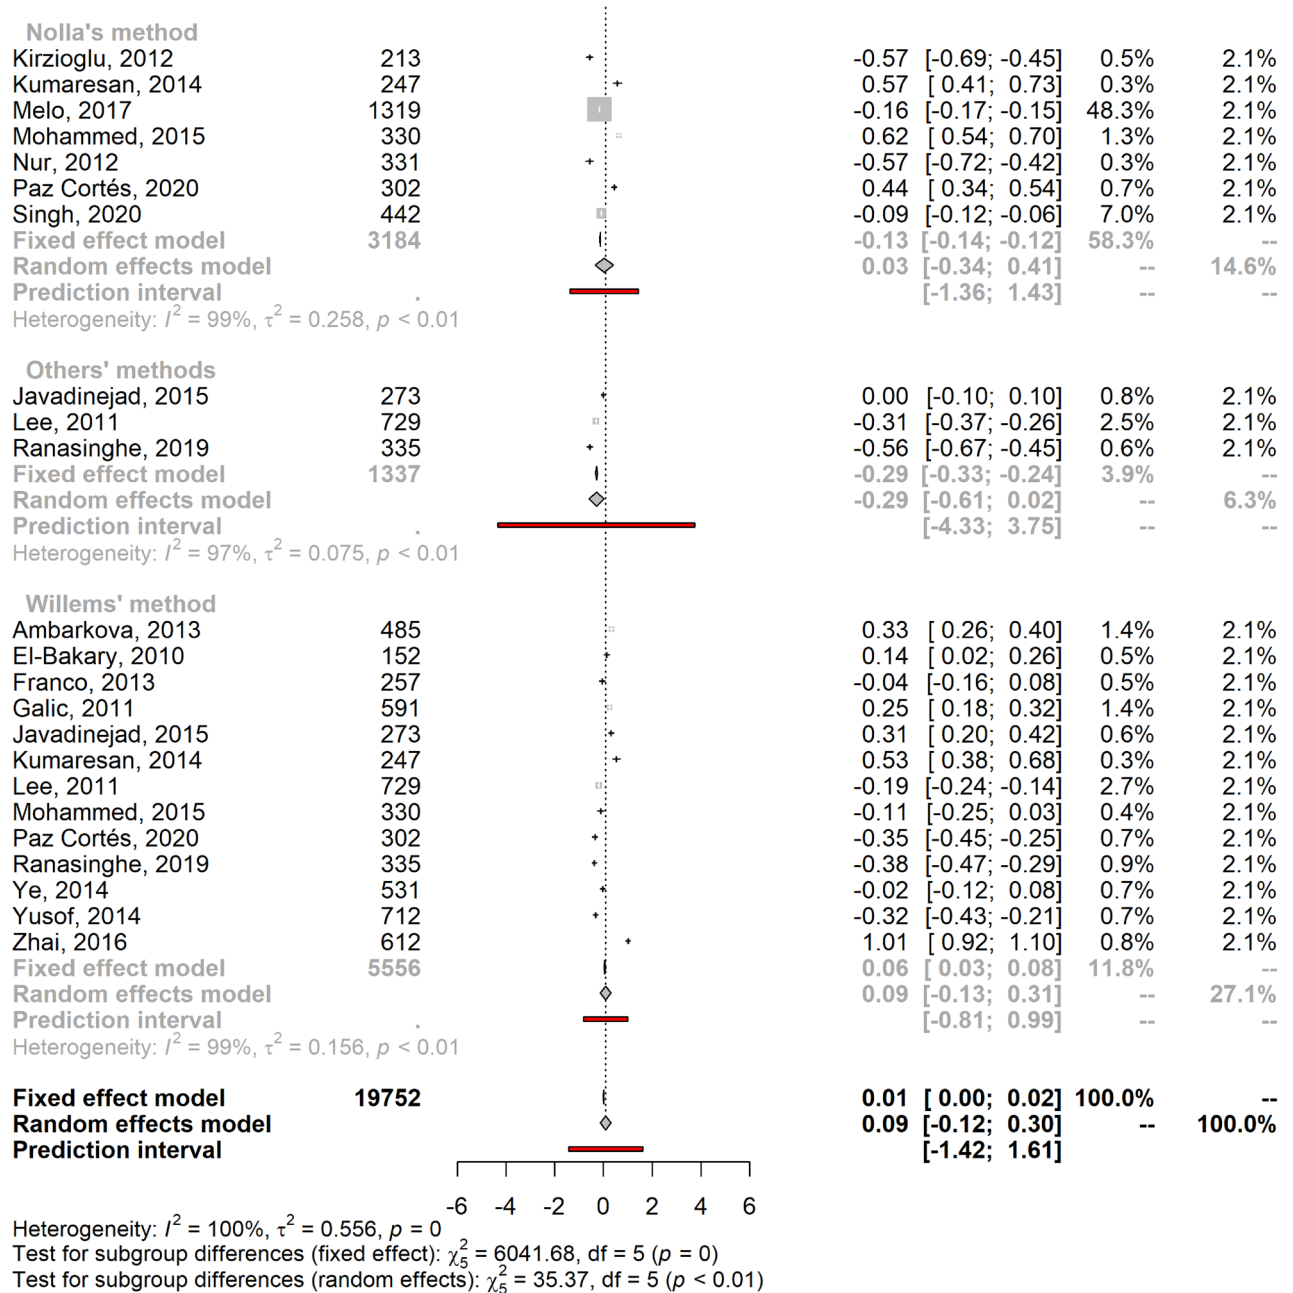 Nolla's method
Kirzioglu, 2012 213 -0.57 [-0.69; -0.45] 0.5% 2.1%
Kumaresan, 2014 247 0.57 [ 0.41; 0.73] 0.3% 2.1%
Melo, 2017 1319 -0.16 [-0.17; -0.15] 48.3% 2.1%
Mohammed, 2015 330 0.62 [ 0.54; 0.70] 1.3% 2.1%
Nur, 2012 331 -0.57 [-0.72; -0.42] 0.3% 2.1%
Paz Cortés, 2020 302 0.44 [ 0.34; 0.54] 0.7% 2.1%
Singh, 2020 442 -0.09 [-0.12; -0.06] 7.0% 2.1%
Fixed effect model 3184 -0.13 [-0.14; -0.12] 58.3% --
Random effects model 0.03 [-0.34; 0.41] -- 14.6%
Prediction interval . [-1.36; 1.43] -- --
Heterogeneity: I² = 99%, τ² = 0.258, p < 0.01
Others' methods
Javadinejad, 2015 273 0.00 [-0.10; 0.10] 0.8% 2.1%
Lee, 2011 729 -0.31 [-0.37; -0.26] 2.5% 2.1%
Ranasinghe, 2019 335 -0.56 [-0.67; -0.45] 0.6% 2.1%
Fixed effect model 1337 -0.29 [-0.33; -0.24] 3.9% --
Random effects model -0.29 [-0.61; 0.02] -- 6.3%
Prediction interval . [-4.33; 3.75] -- --
Heterogeneity: I² = 97%, τ² = 0.075, p < 0.01
Willems' method
Ambarkova, 2013 485 0.33 [ 0.26; 0.40] 1.4% 2.1%
El-Bakary, 2010 152 0.14 [ 0.02; 0.26] 0.5% 2.1%
Franco, 2013 257 -0.04 [-0.16; 0.08] 0.5% 2.1%
Galic, 2011 591 0.25 [ 0.18; 0.32] 1.4% 2.1%
Javadinejad, 2015 273 0.31 [ 0.20; 0.42] 0.6% 2.1%
Kumaresan, 2014 247 0.53 [ 0.38; 0.68] 0.3% 2.1%
Lee, 2011 729 -0.19 [-0.24; -0.14] 2.7% 2.1%
Mohammed, 2015 330 -0.11 [-0.25; 0.03] 0.4% 2.1%
Paz Cortés, 2020 302 -0.35 [-0.45; -0.25] 0.7% 2.1%
Ranasinghe, 2019 335 -0.38 [-0.47; -0.29] 0.9% 2.1%
Ye, 2014 531 -0.02 [-0.12; 0.08] 0.7% 2.1%
Yusof, 2014 712 -0.32 [-0.43; -0.21] 0.7% 2.1%
Zhai, 2016 612 1.01 [ 0.92; 1.10] 0.8% 2.1%
Fixed effect model 5556 0.06 [ 0.03; 0.08] 11.8% --
Random effects model 0.09 [-0.13; 0.31] -- 27.1%
Prediction interval . [-0.81; 0.99] -- --
Heterogeneity: I² = 99%, τ² = 0.156, p < 0.01
Fixed effect model 19752 0.01 [ 0.00; 0.02] 100.0% --
Random effects model 0.09 [-0.12; 0.30] -- 100.0%
Prediction interval [-1.42; 1.61]
-6 -4 -2 0 2 4 6
Heterogeneity: I² = 100%, τ² = 0.556, p = 0
Test for subgroup differences (fixed effect): χ²₅ = 6041.68, df = 5 (p = 0)
Test for subgroup differences (random effects): χ²₅ = 35.37, df = 5 (p < 0.01)